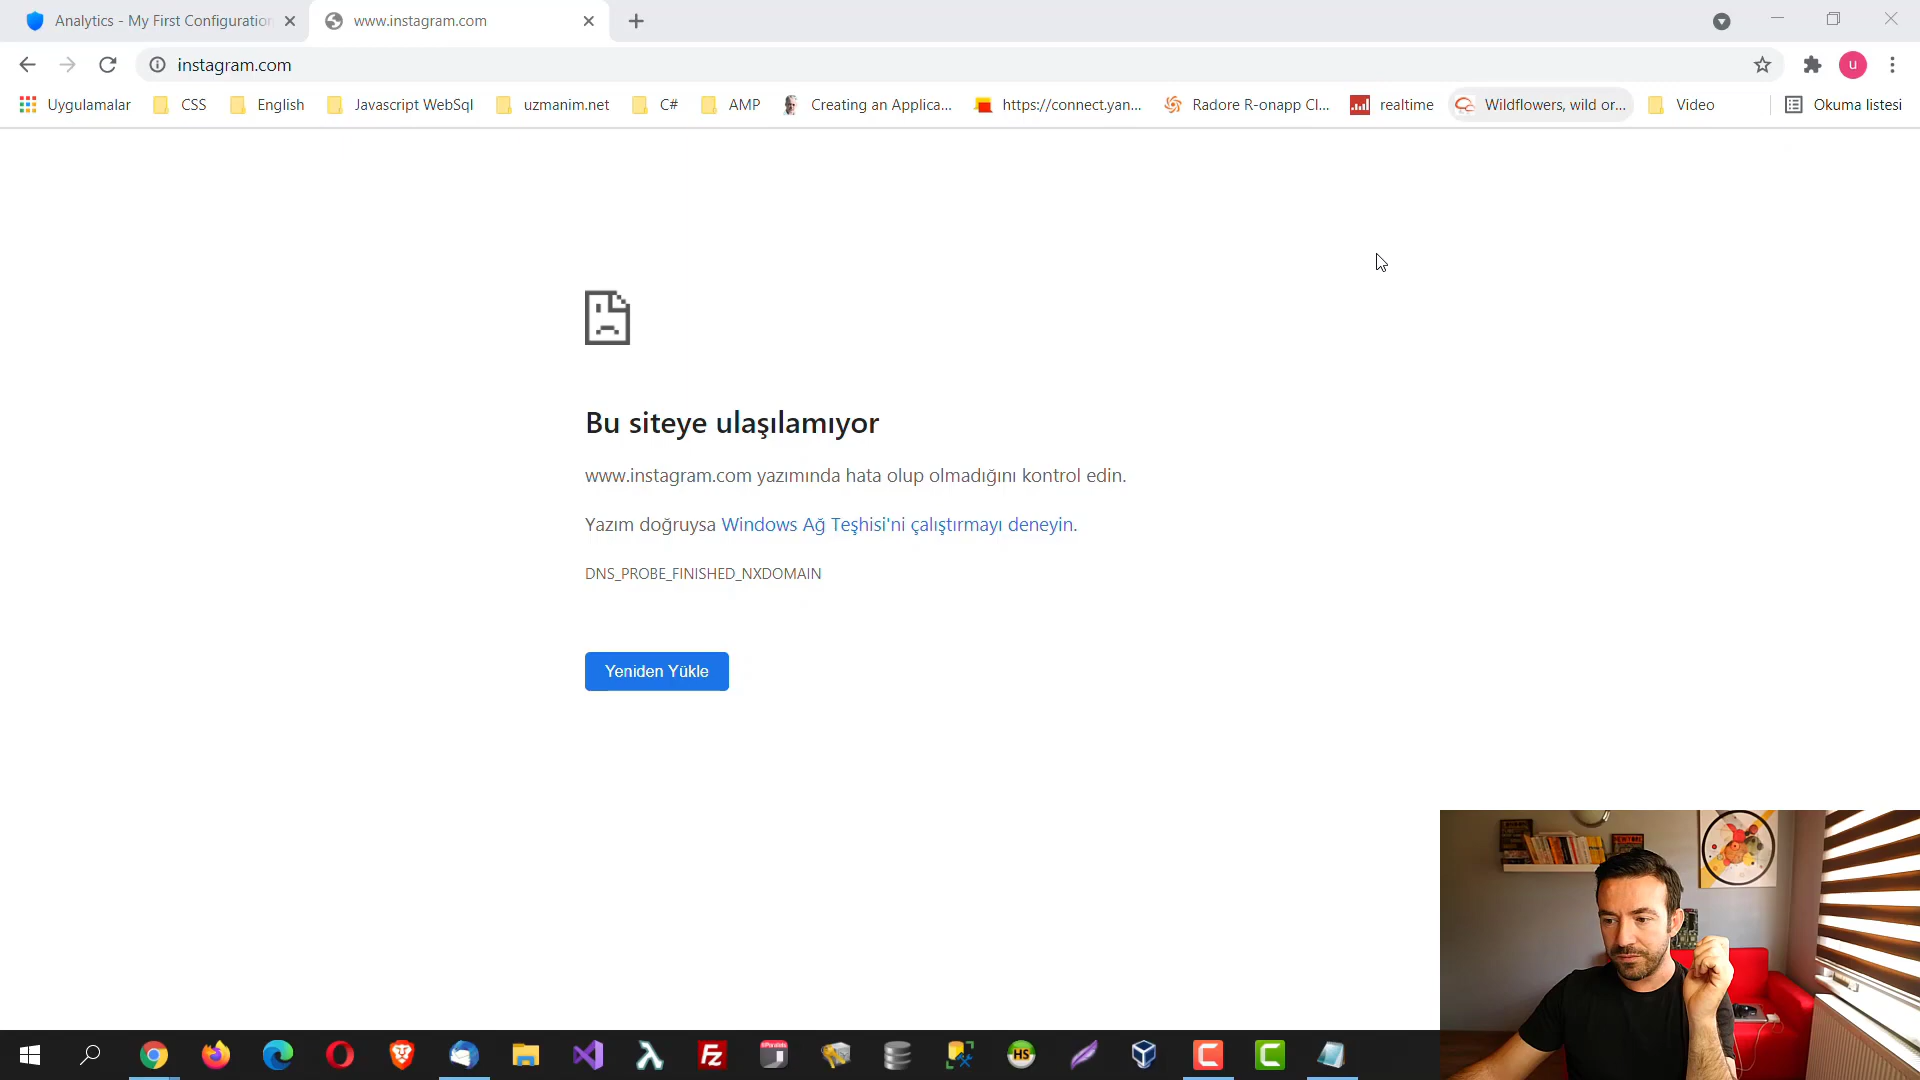 Analytics - My First Configuration
www.instagram.com
instagram.com
u
Uygulamalar
CSS
English
Javascript WebSql
uzmanim.net
C#
AMP
Creating an Applica...
https://connect.yan...
Radore R-onapp Cl...
realtime
Wildflowers, wild or...
Video
Okuma listesi
Bu siteye ulaşılamıyor
www.instagram.com yazımında hata olup olmadığını kontrol edin.
Yazım doğruysa Windows Ağ Teşhisi'ni çalıştırmayı deneyin.
DNS_PROBE_FINISHED_NXDOMAIN
Yeniden Yükle
Fz
HS